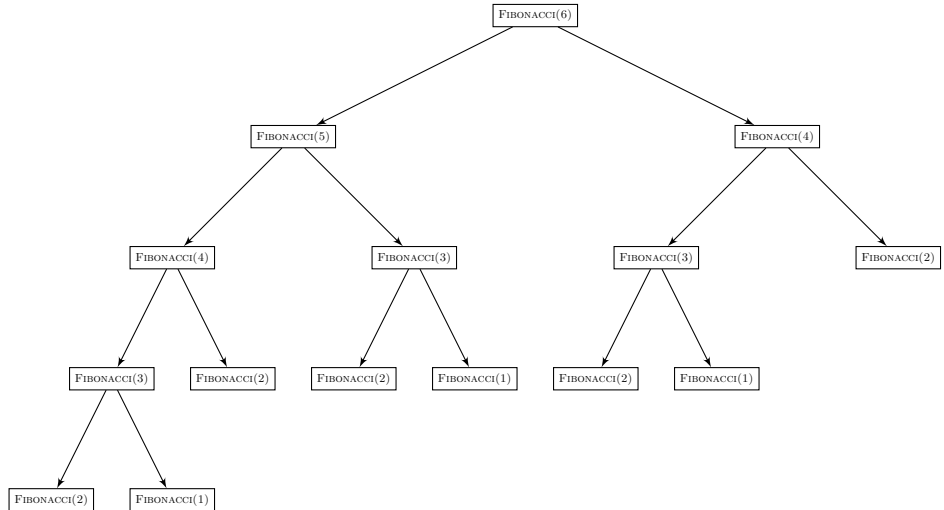 FIBONACCI(6)
FIBONACCI(5)
FIBONACCI(4)
FIBONACCI(4)
FIBONACCI(3)
FIBONACCI(3)
FIBONACCI(2)
FIBONACCI(3)
FIBONACCI(2)
FIBONACCI(2)
FIBONACCI(1)
FIBONACCI(2)
FIBONACCI(1)
FIBONACCI(2)
FIBONACCI(1)